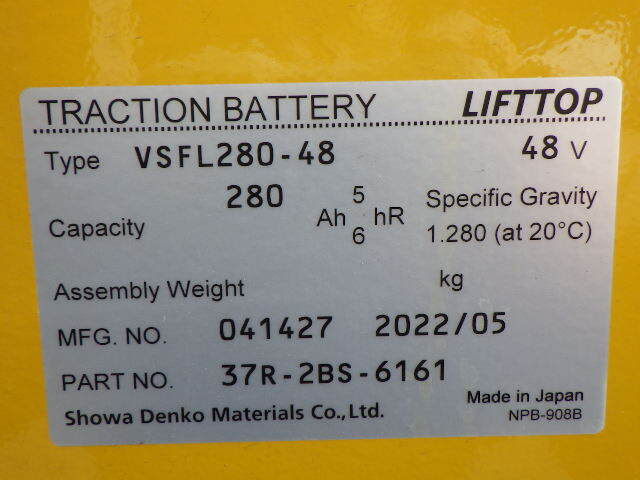 TRACTION BATTERY LIFTTOP
Type VSFL280-48 48 V
Capacity 280 Ah 5 hR Specific Gravity
6 1.280 (at 20°C)
Assembly Weight kg
MFG. NO. 041427 2022/05
PART NO. 37R-2BS-6161
Showa Denko Materials Co.,Ltd. Made in Japan
NPB-908B